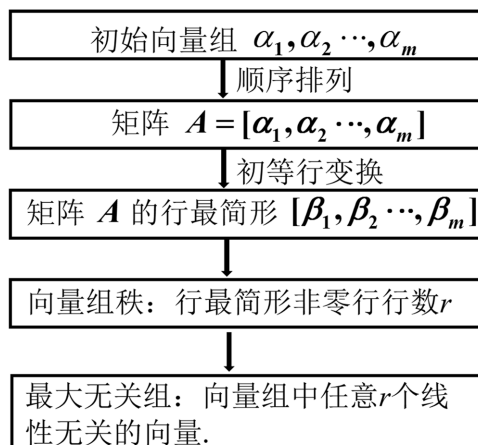 初始向量组 α₁,α₂ ⋯,αₘ
顺序排列
矩阵 A=[α₁,α₂ ⋯,αₘ]
初等行变换
矩阵 A 的行最简形 [β₁,β₂ ⋯,βₘ]
向量组秩：行最简形非零行行数r
最大无关组：向量组中任意r个线
性无关的向量.